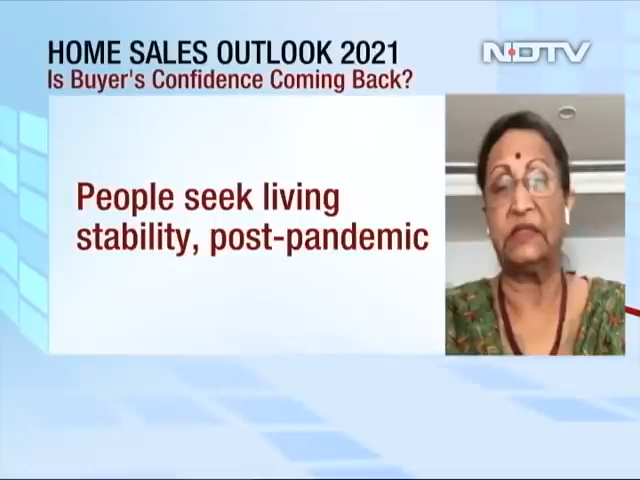 HOME SALES OUTLOOK 2021
Is Buyer's Confidence Coming Back?
NDTV
People seek living
stability, post-pandemic